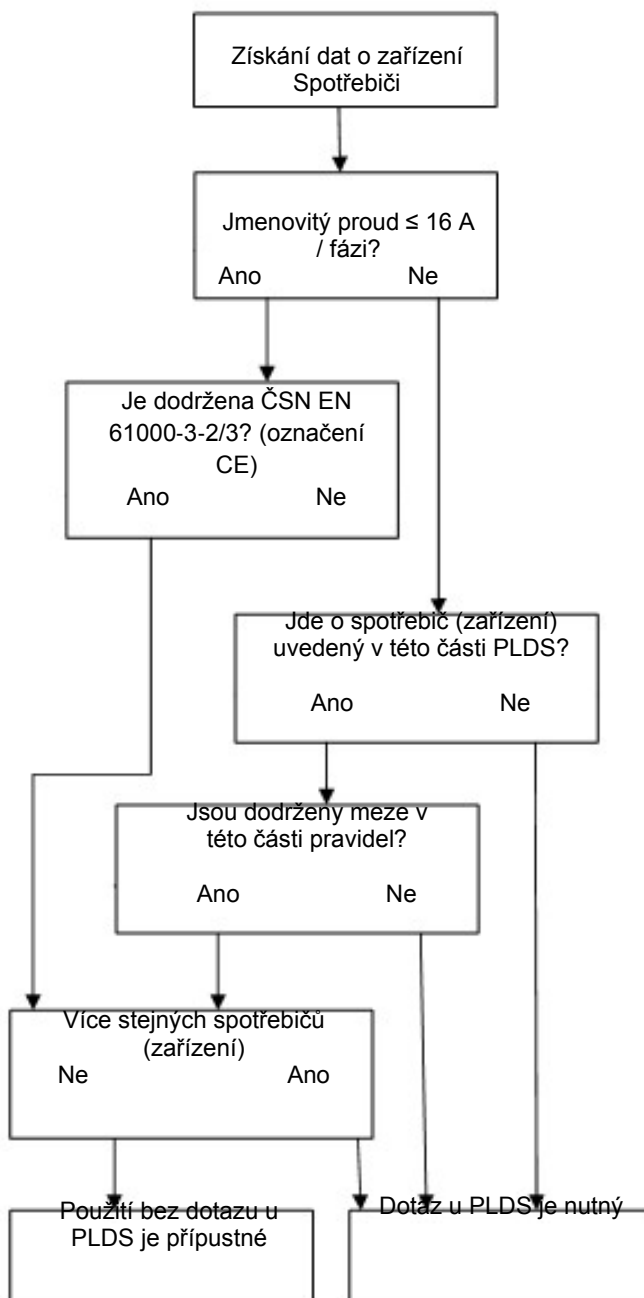 Získání dat o zařízení
Spotřebiči
Jmenovitý proud ≤ 16 A
/ fázi?
Ano Ne
Je dodržena ČSN EN
61000-3-2/3? (označení
CE)
Ano Ne
Jde o spotřebič (zařízení)
uvedený v této části PLDS?
Ano Ne
Jsou dodrženy meze v
této části pravidel?
Ano Ne
Více stejných spotřebičů
(zařízení)
Ne Ano
Použití bez dotazu u
PLDS je přípustné
Dotaz u PLDS je nutný